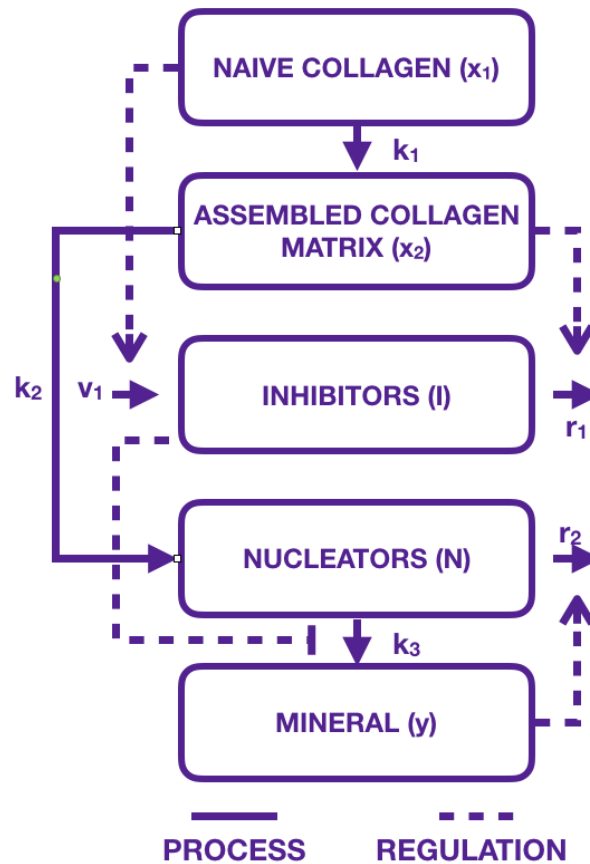 NAIVE COLLAGEN (x₁)
k₁
ASSEMBLED COLLAGEN
MATRIX (x₂)
k₂
v₁
INHIBITORS (I)
r₁
NUCLEATORS (N)
r₂
k₃
MINERAL (y)
PROCESS
REGULATION